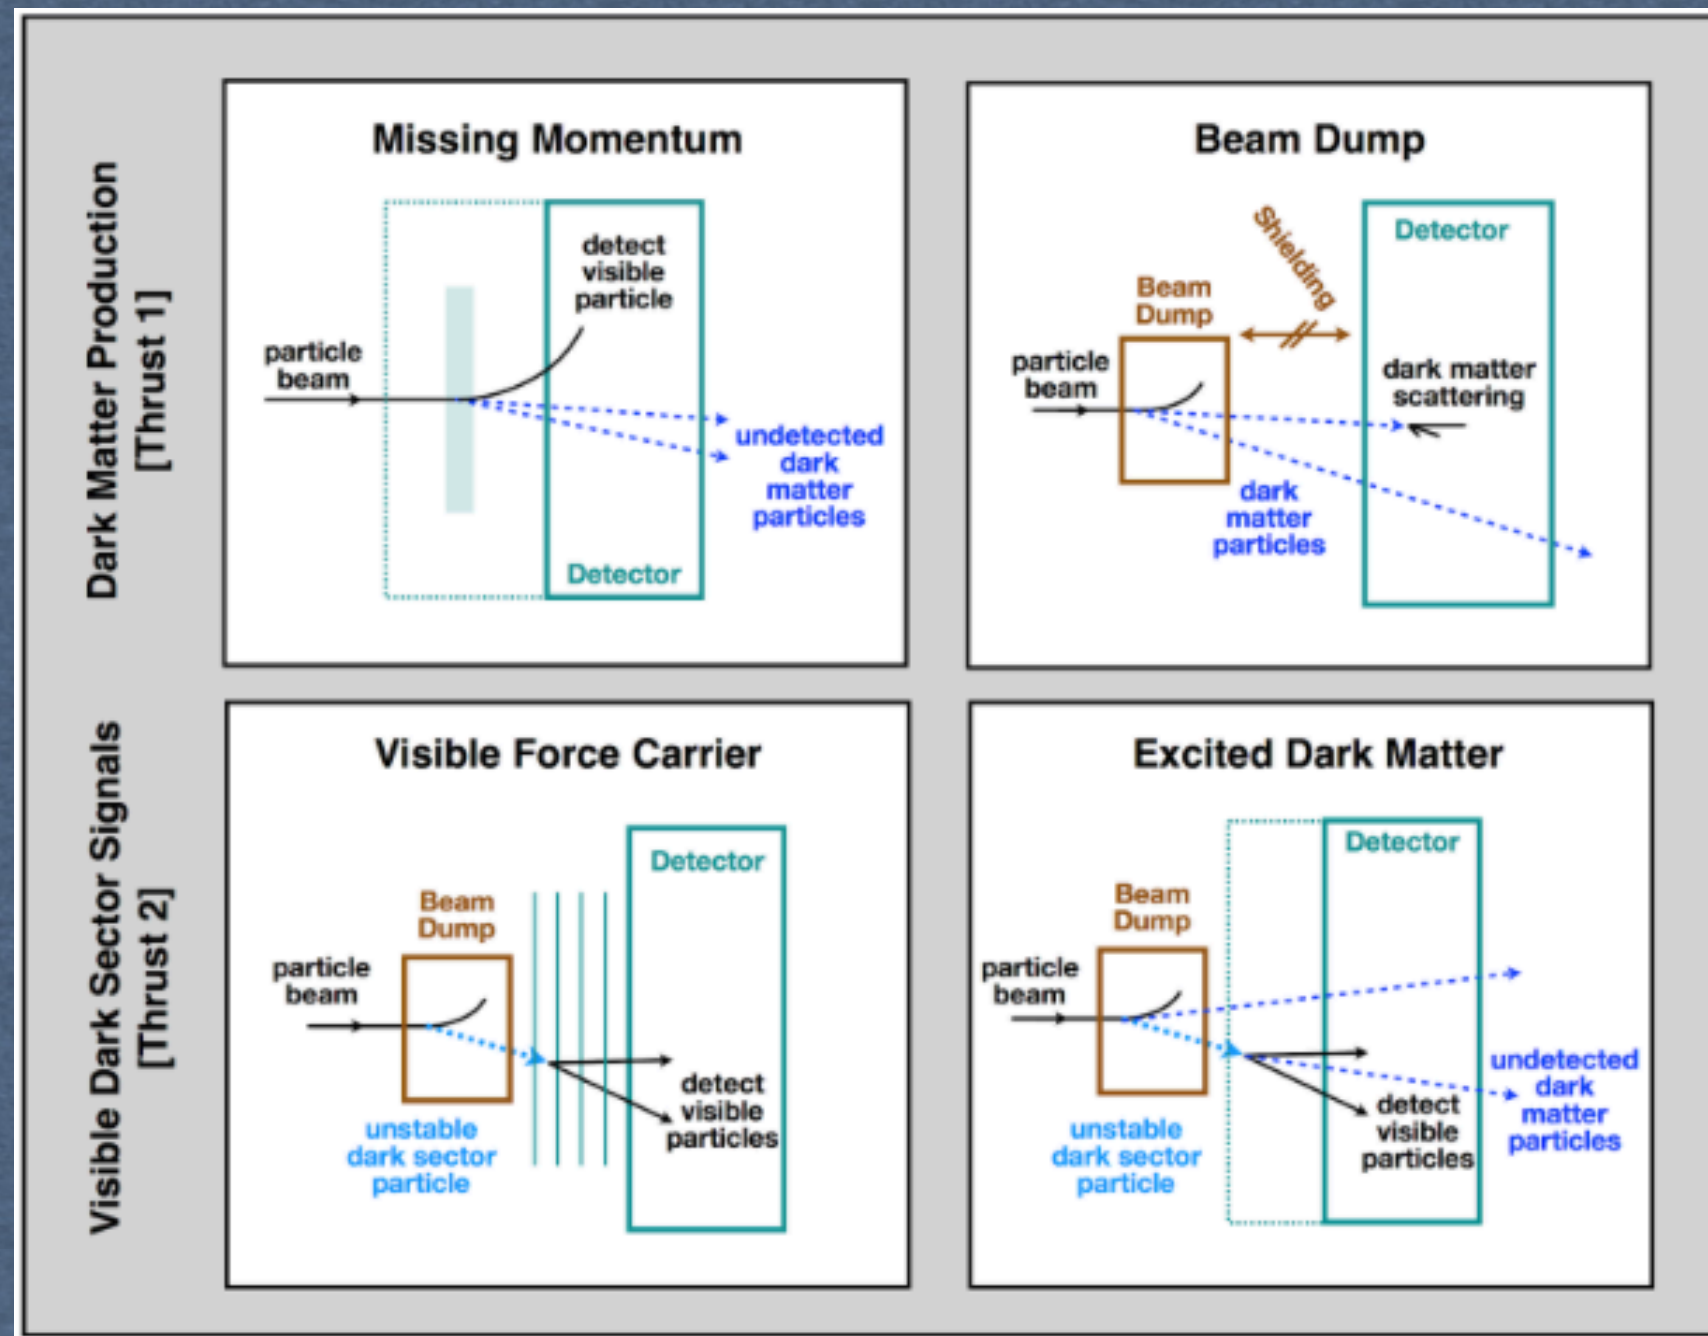 Dark Matter Production
[Thrust 1]
Missing Momentum
particle
beam
detect
visible
particle
undetected
dark
matter
particles
Detector
Beam Dump
particle
beam
Beam
Dump
Shielding
Detector
dark matter
scattering
dark
matter
particles
Visible Dark Sector Signals
[Thrust 2]
Visible Force Carrier
particle
beam
Beam
Dump
Detector
unstable
dark sector
particle
detect
visible
particles
Excited Dark Matter
particle
beam
Beam
Dump
Detector
unstable
dark sector
particle
detect
visible
particles
undetected
dark
matter
particles